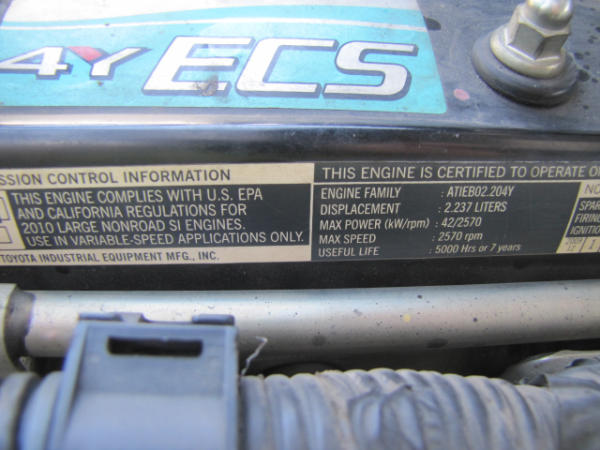 4Y ECS
SSION CONTROL INFORMATION
THIS ENGINE COMPLIES WITH U.S. EPA
AND CALIFORNIA REGULATIONS FOR
2010 LARGE NONROAD SI ENGINES.
USE IN VARIABLE-SPEED APPLICATIONS ONLY.
TOYOTA INDUSTRIAL EQUIPMENT MFG., INC.
THIS ENGINE IS CERTIFIED TO OPERATE O
ENGINE FAMILY : ATIEB02.204Y
DISPLACEMENT : 2.237 LITERS
MAX POWER (kW/rpm) : 42/2570
MAX SPEED : 2570 rpm
USEFUL LIFE : 5000 Hrs or 7 years
NO
SPAR
FIRING
IGNITIO